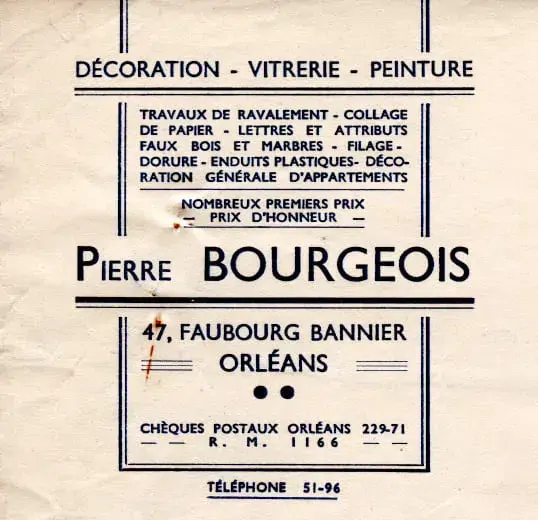 DÉCORATION - VITRERIE - PEINTURE
TRAVAUX DE RAVALEMENT - COLLAGE
DE PAPIER - LETTRES ET ATTRIBUTS
FAUX BOIS ET MARBRES - FILAGE -
DORURE - ENDUITS PLASTIQUES - DÉCO-
RATION GÉNÉRALE D'APPARTEMENTS
NOMBREUX PREMIERS PRIX
— PRIX D'HONNEUR —
PIERRE BOURGEOIS
47, FAUBOURG BANNIER
ORLÉANS
CHÈQUES POSTAUX ORLÉANS 229-71
— — R. M. 1166 — —
TÉLÉPHONE 51-96